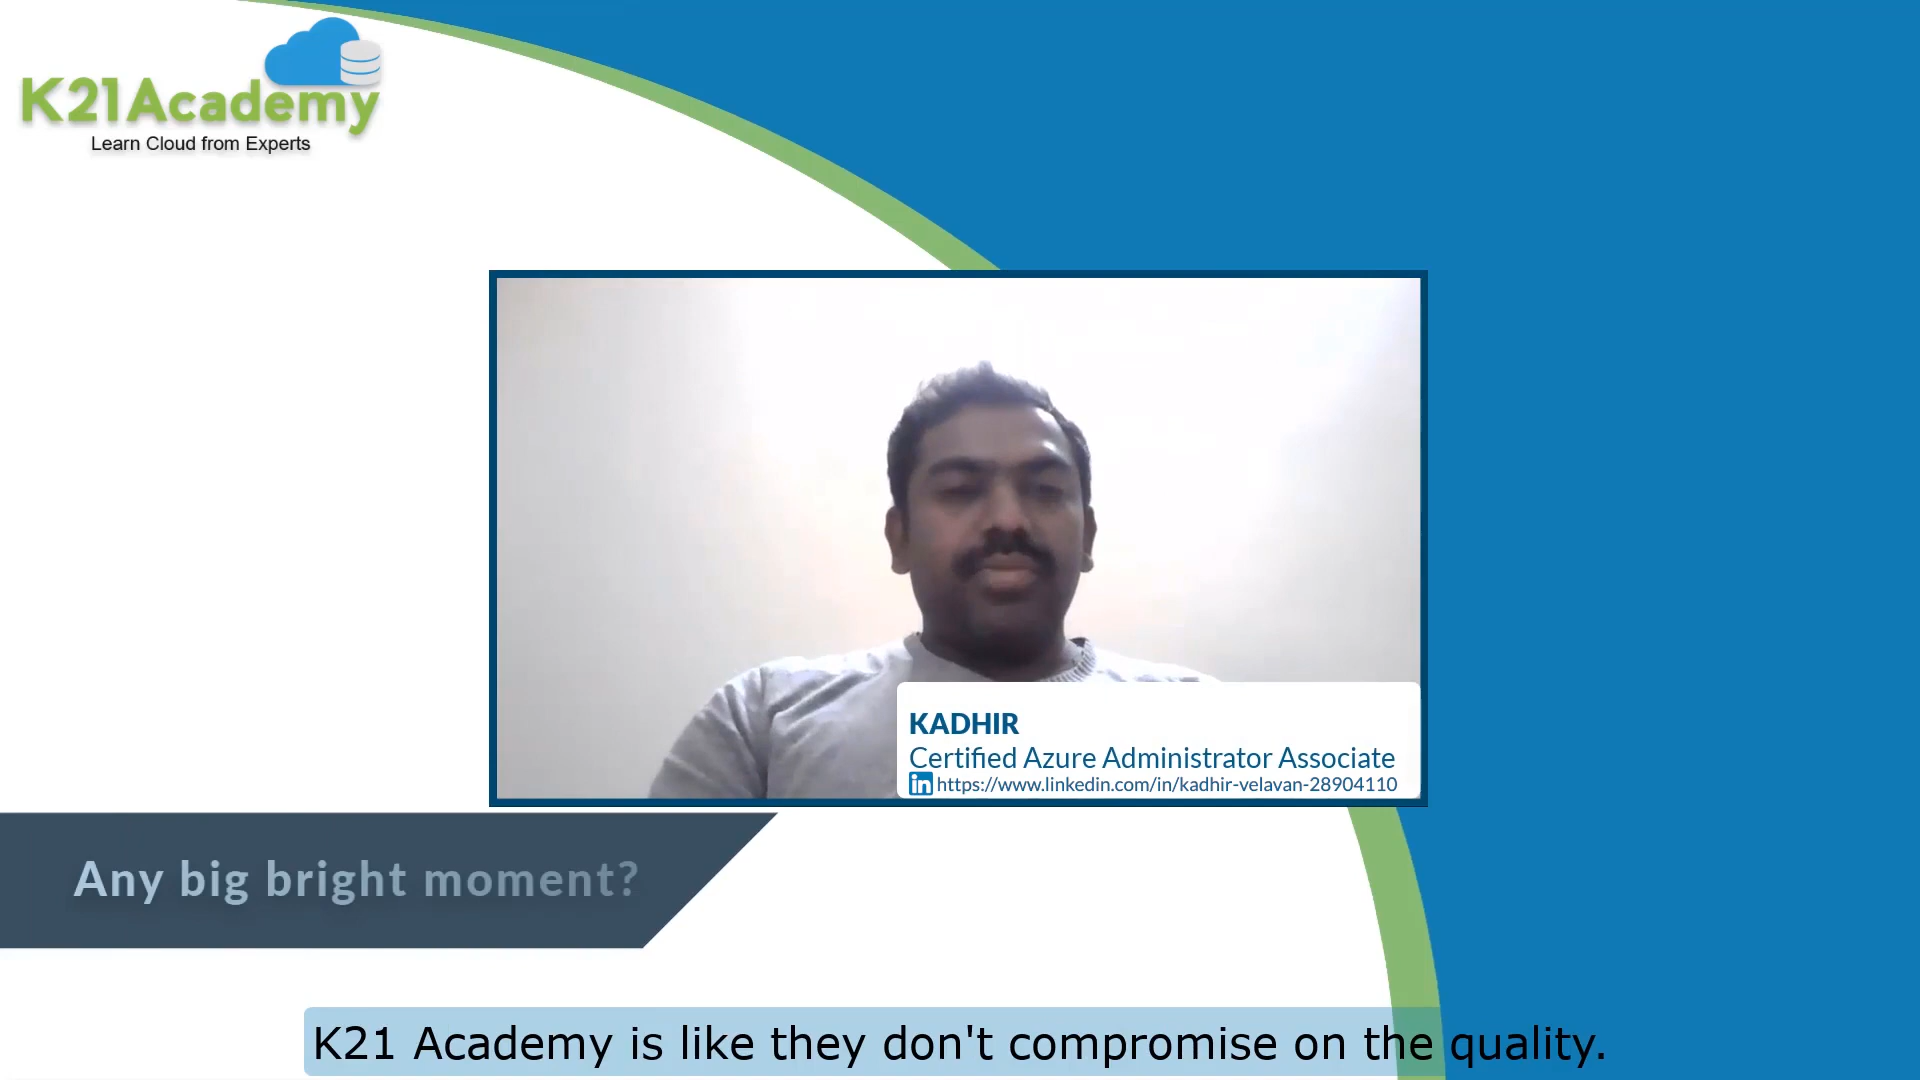 K21Academy
Learn Cloud from Experts
KADHIR
Certified Azure Administrator Associate
in https://www.linkedin.com/in/kadhir-velavan-28904110
Any big bright moment?
K21 Academy is like they don't compromise on the quality.